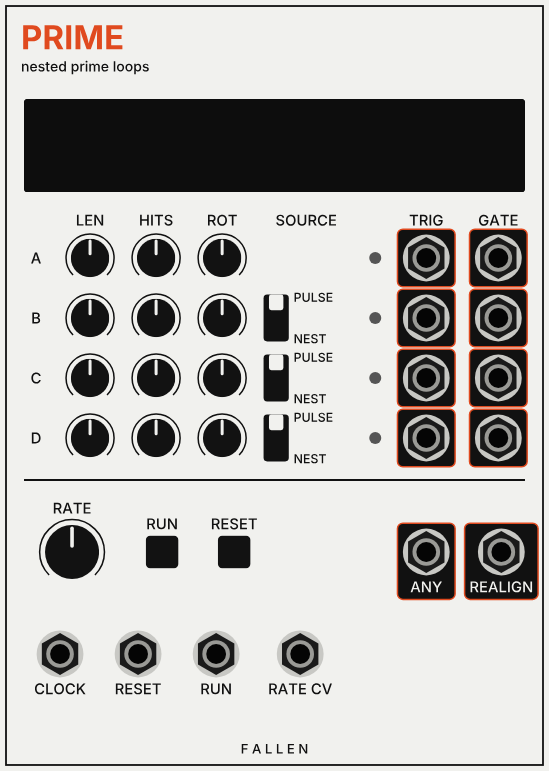 PRIME
nested prime loops
LEN HITS ROT SOURCE TRIG GATE
A
PULSE
B
NEST
PULSE
C
NEST
PULSE
D
NEST
RATE
RUN RESET
ANY REALIGN
CLOCK RESET RUN RATE CV
FALLEN